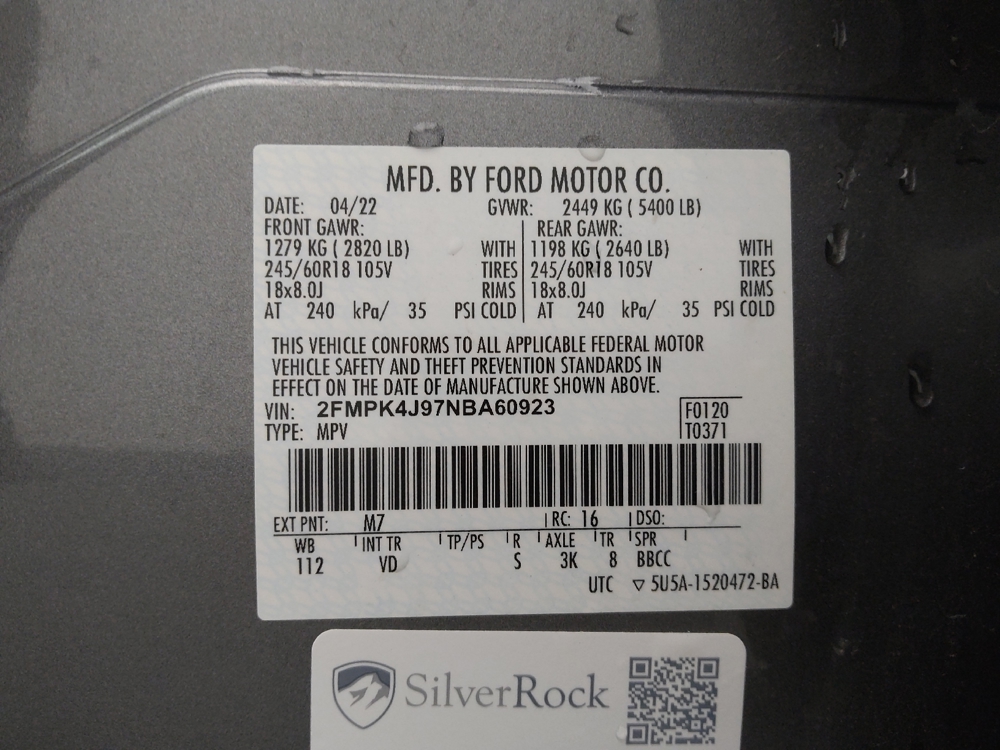 MFD. BY FORD MOTOR CO.
DATE: 04/22 GVWR: 2449 KG ( 5400 LB)
FRONT GAWR: REAR GAWR:
1279 KG ( 2820 LB) WITH 1198 KG ( 2640 LB) WITH
245/60R18 105V TIRES 245/60R18 105V TIRES
18x8.0J RIMS 18x8.0J RIMS
AT 240 kPa/ 35 PSI COLD AT 240 kPa/ 35 PSI COLD
THIS VEHICLE CONFORMS TO ALL APPLICABLE FEDERAL MOTOR
VEHICLE SAFETY AND THEFT PREVENTION STANDARDS IN
EFFECT ON THE DATE OF MANUFACTURE SHOWN ABOVE.
VIN: 2FMPK4J97NBA60923 F0120
TYPE: MPV T0371
EXT PNT: M7 RC: 16 DSO:
WB INT TR TP/PS R AXLE TR SPR
112 VD S 3K 8 BBCC
UTC ▽ 5U5A-1520472-BA
SilverRock